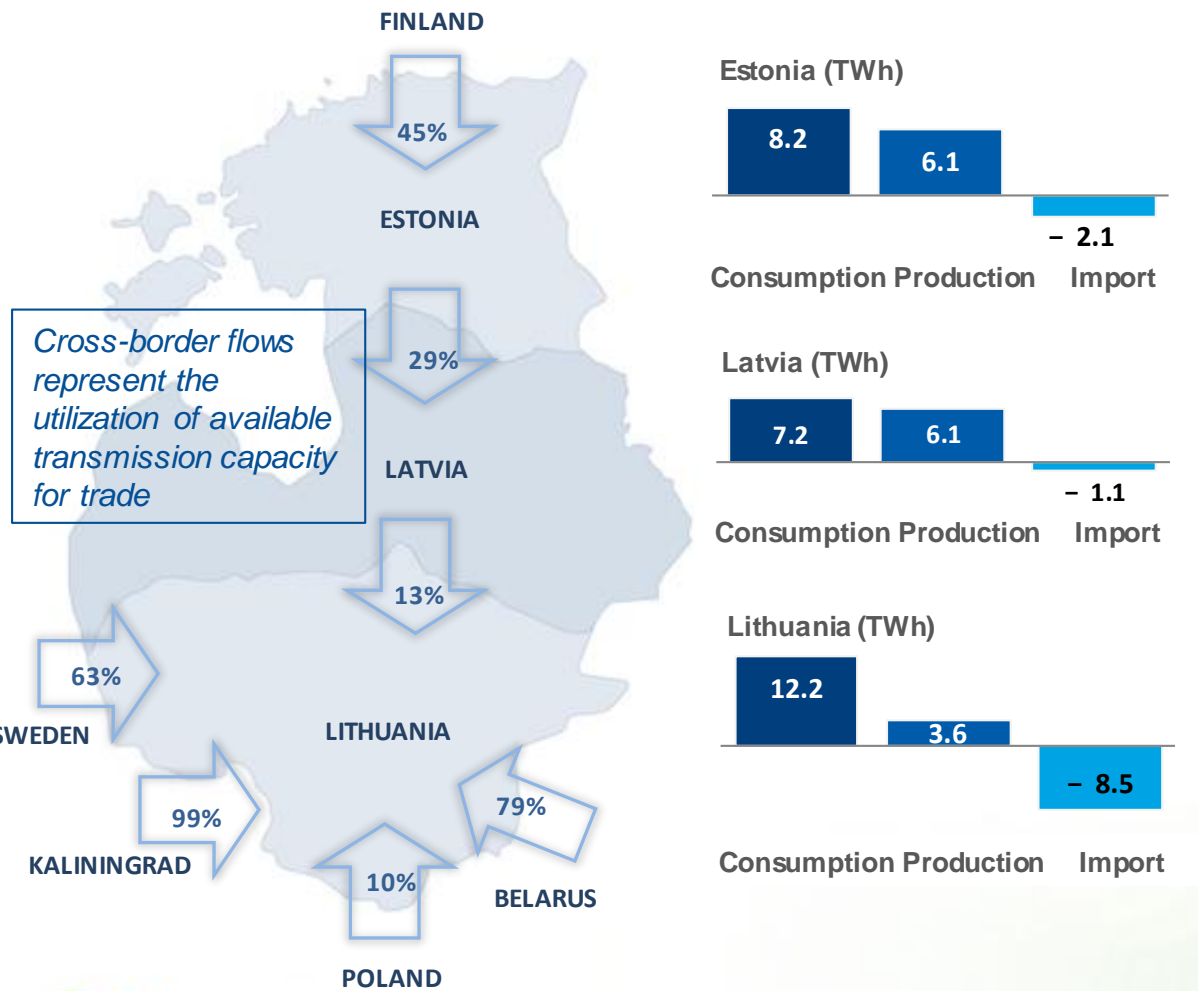 FINLAND
45%
ESTONIA
29%
Cross-border flows
represent the
utilization of available
transmission capacity
for trade
LATVIA
13%
63%
SWEDEN
LITHUANIA
99%
KALININGRAD
79%
BELARUS
10%
POLAND
Estonia (TWh)
8.2
6.1
– 2.1
Consumption Production Import
Latvia (TWh)
7.2
6.1
– 1.1
Consumption Production Import
Lithuania (TWh)
12.2
3.6
– 8.5
Consumption Production Import